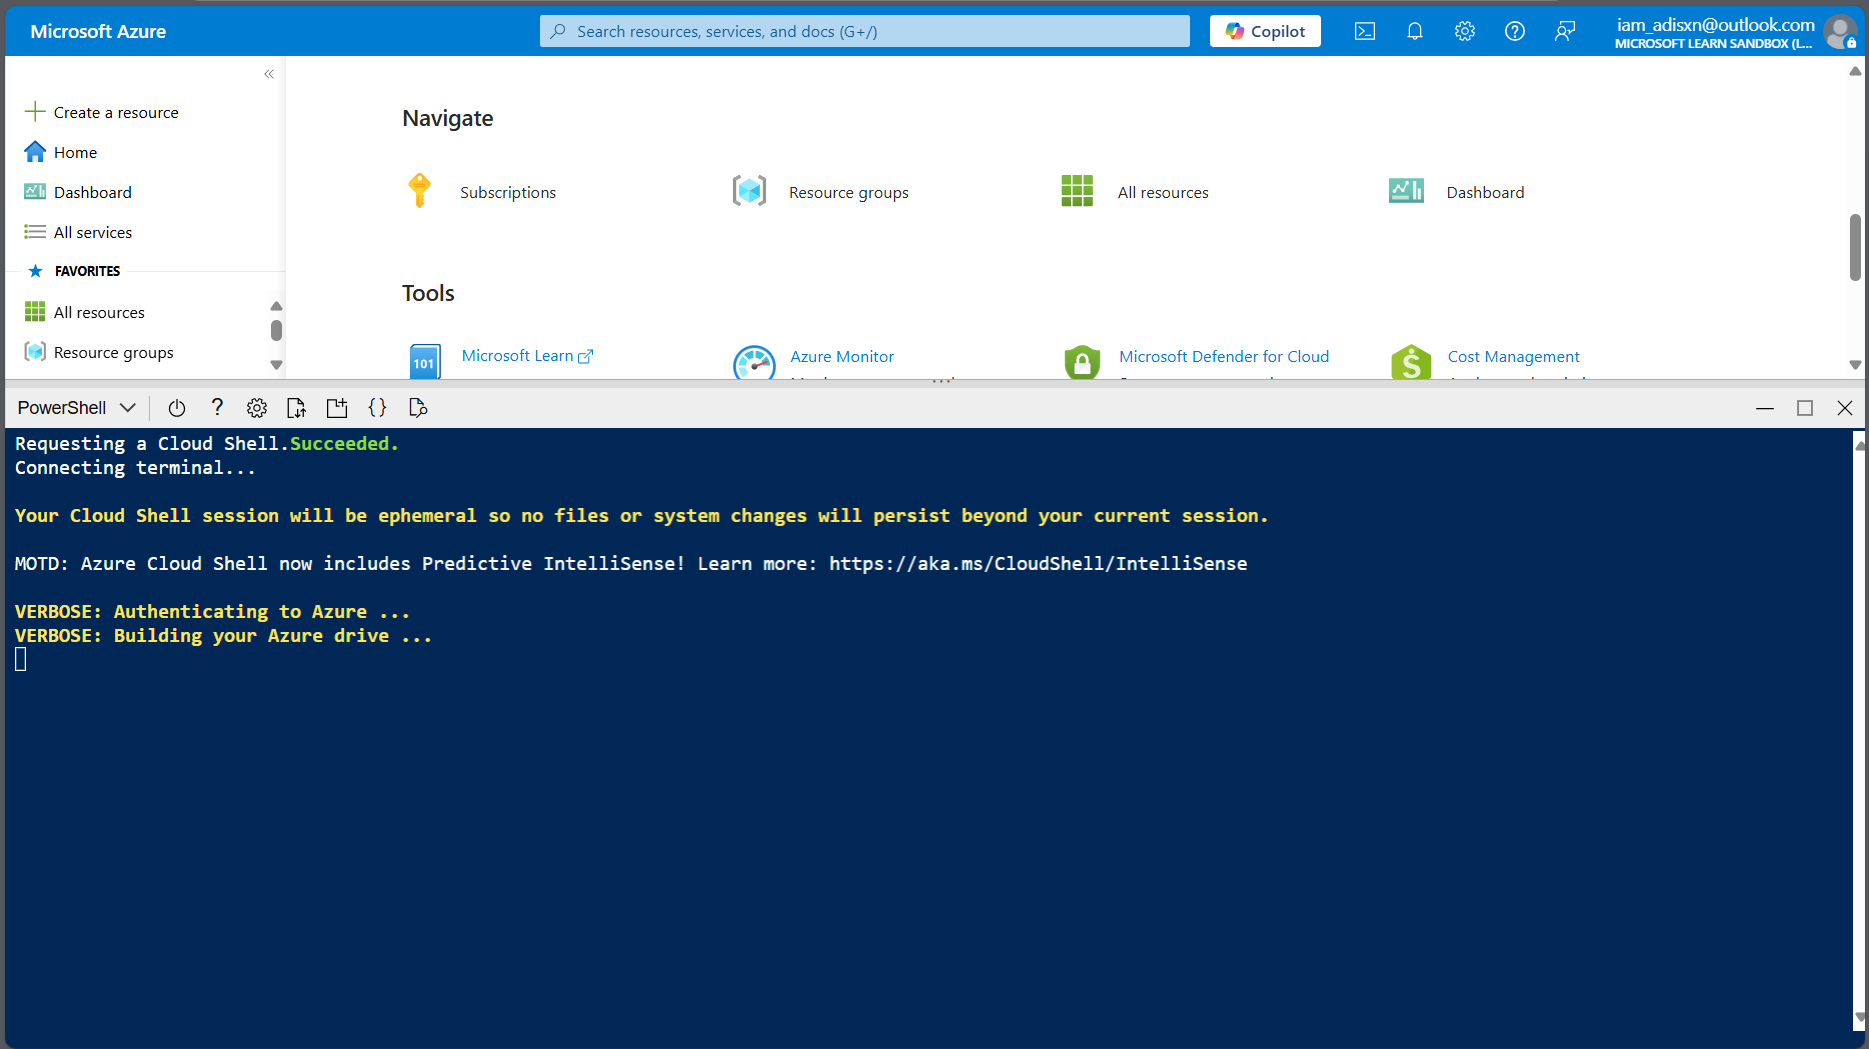 Microsoft Azure
Search resources, services, and docs (G+/)
Copilot
iam_adisxn@outlook.com
MICROSOFT LEARN SANDBOX (L...
«
Create a resource
Home
Dashboard
All services
FAVORITES
All resources
Resource groups
Navigate
Subscriptions
Resource groups
All resources
Dashboard
Tools
101
Microsoft Learn
Azure Monitor
Microsoft Defender for Cloud
$
Cost Management
PowerShell
?
{}
Requesting a Cloud Shell.Succeeded.
Connecting terminal...
Your Cloud Shell session will be ephemeral so no files or system changes will persist beyond your current session.
MOTD: Azure Cloud Shell now includes Predictive IntelliSense! Learn more: https://aka.ms/CloudShell/IntelliSense
VERBOSE: Authenticating to Azure ...
VERBOSE: Building your Azure drive ...